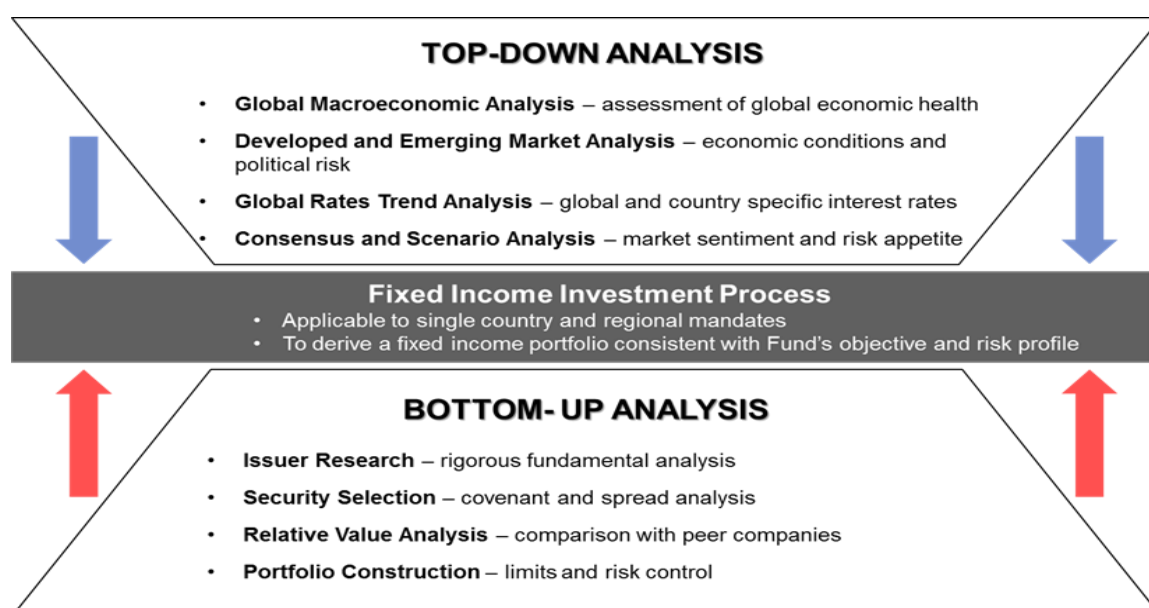 TOP-DOWN ANALYSIS
• Global Macroeconomic Analysis – assessment of global economic health
• Developed and Emerging Market Analysis – economic conditions and
political risk
• Global Rates Trend Analysis – global and country specific interest rates
• Consensus and Scenario Analysis – market sentiment and risk appetite
Fixed Income Investment Process
• Applicable to single country and regional mandates
• To derive a fixed income portfolio consistent with Fund's objective and risk profile
BOTTOM- UP ANALYSIS
• Issuer Research – rigorous fundamental analysis
• Security Selection – covenant and spread analysis
• Relative Value Analysis – comparison with peer companies
• Portfolio Construction – limits and risk control